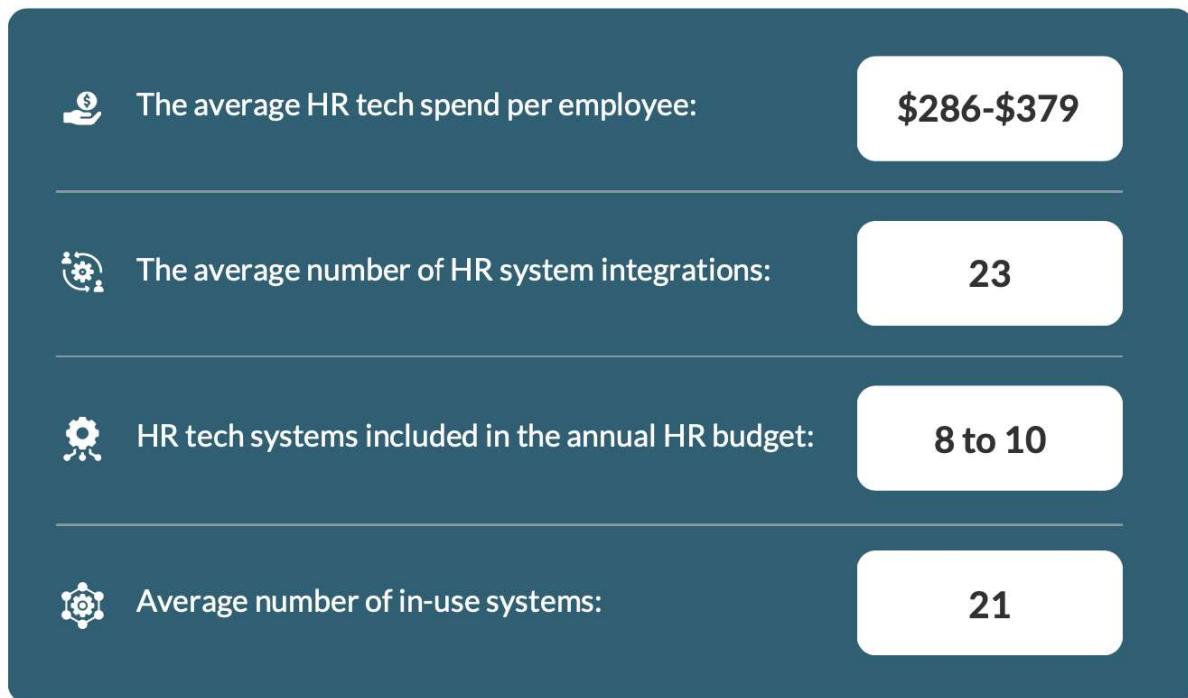 The average HR tech spend per employee:
$286-$379
The average number of HR system integrations:
23
HR tech systems included in the annual HR budget:
8 to 10
Average number of in-use systems:
21